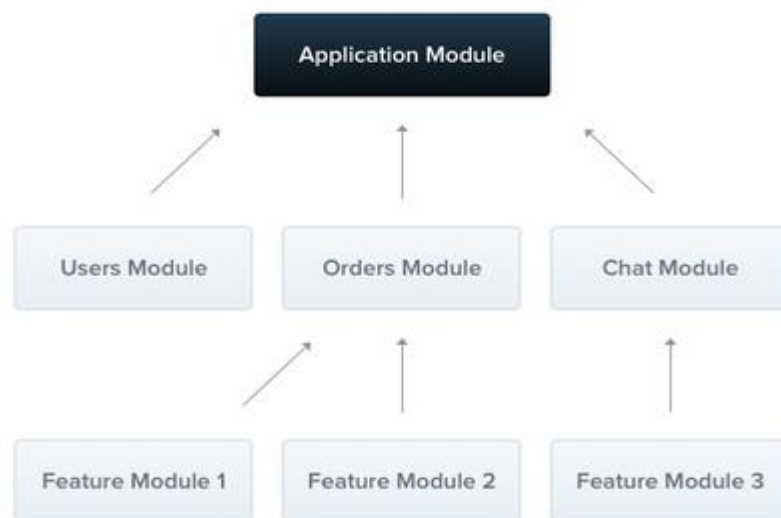 Application Module
Users Module
Orders Module
Chat Module
Feature Module 1
Feature Module 2
Feature Module 3